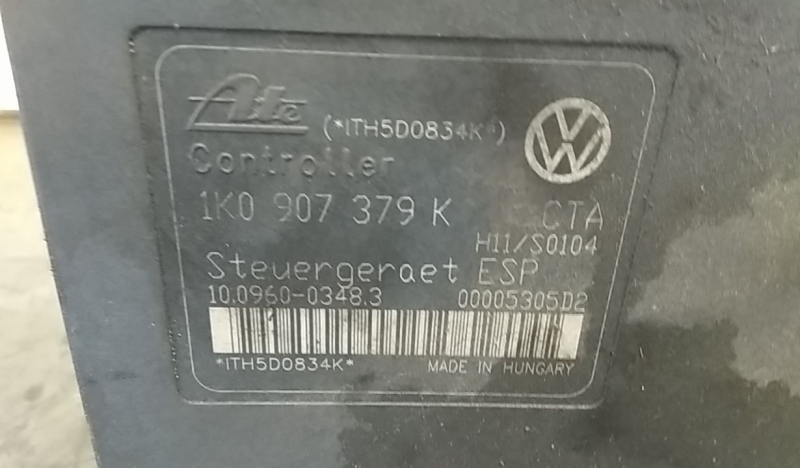 Ate (*ITH5D0834K*)
Controller
1K0 907 379 K CTA
H11/S0104
Steuergeraet ESP
10.0960-0348.3 00005305D2
*ITH5D0834K* MADE IN HUNGARY